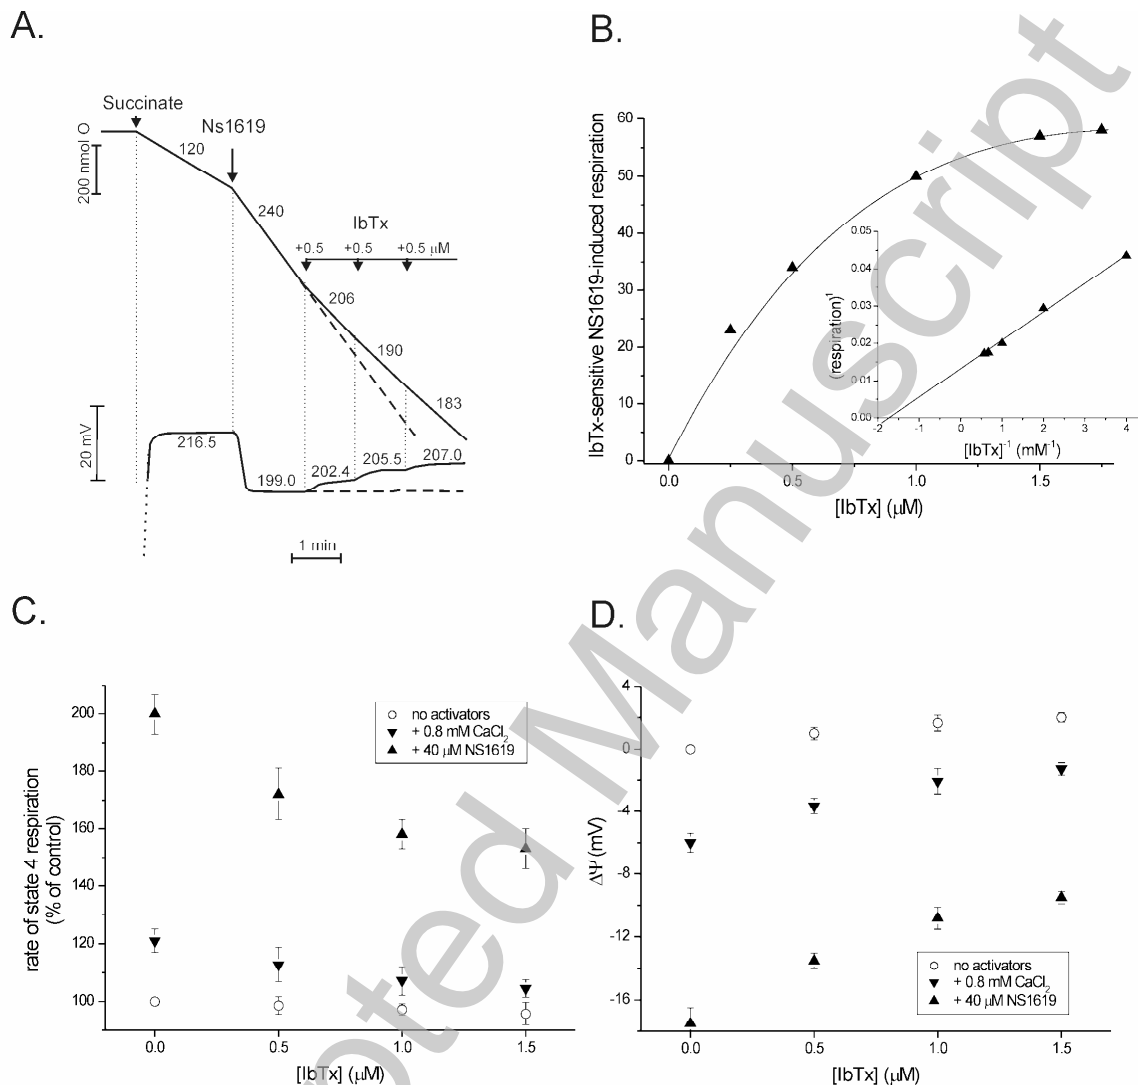 A.
Succinate
Ns1619
200 nmol O
120
240
IbTx
+0.5 +0.5 +0.5 µM
206
190
183
20 mV
216.5
199.0 202.4 205.5 207.0
1 min
B.
IbTx-sensitive NS1619-induced respiration
60
50
40
30
20
10
0
0.0 0.5 1.0 1.5
[IbTx] (µM)
(respiration)¹
0.05
0.04
0.03
0.02
0.01
0.00
-2 -1 0 1 2 3 4
[IbTx]⁻¹ (mM⁻¹)
C.
rate of state 4 respiration
(% of control)
200
180
160
140
120
100
no activators
+ 0.8 mM CaCl₂
+ 40 µM NS1619
0.0 0.5 1.0 1.5
[IbTx] (µM)
D.
ΔΨ (mV)
4
0
-4
-8
-12
-16
no activators
+ 0.8 mM CaCl₂
+ 40 µM NS1619
0.0 0.5 1.0 1.5
[IbTx] (µM)
pted Manuscript